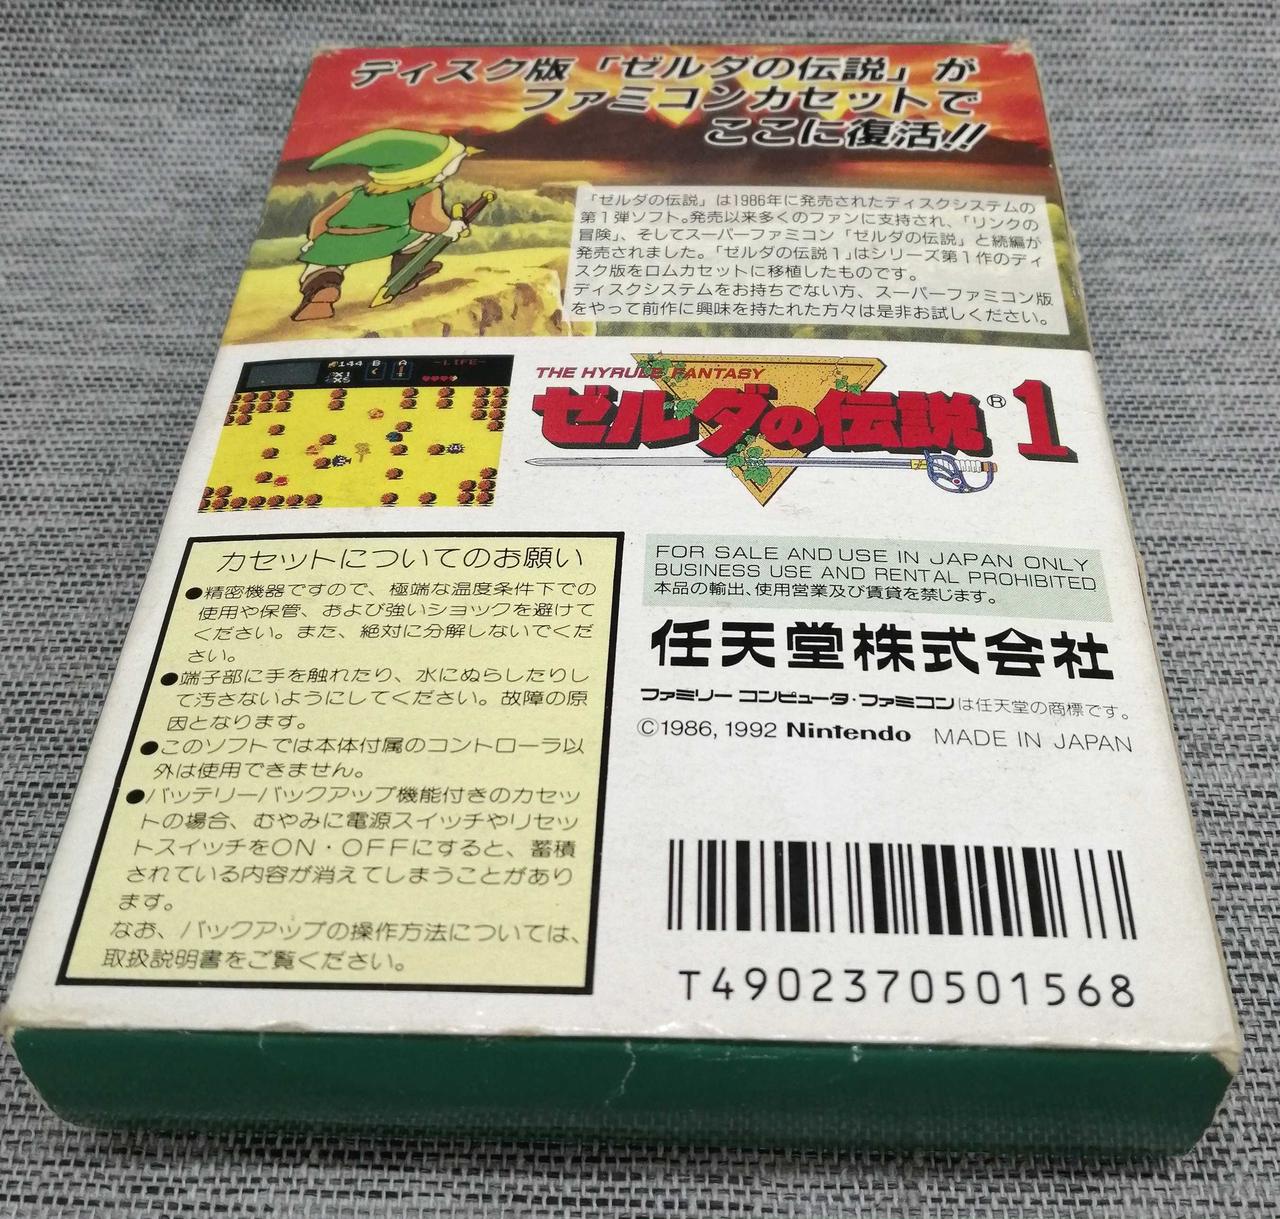 ディスク版「ゼルダの伝説」が
ファミコンカセットで
ここに復活!!
「ゼルダの伝説」は1986年に発売されたディスクシステムの
第1弾ソフト。発売以来多くのファンに支持され、「リンクの
冒険」、そしてスーパーファミコン「ゼルダの伝説」と続編が
発売されました。「ゼルダの伝説1」はシリーズ第1作のディ
スク版をロムカセットに移植したものです。
ディスクシステムをお持ちでない方、スーパーファミコン版
をやって前作に興味を持たれた方々は是非お試しください。
144 B A -LIFE-
X1
X5
THE HYRULE FANTASY
ゼルダの伝説®1
カセットについてのお願い
●精密機器ですので、極端な温度条件下での
使用や保管、および強いショックを避けて
ください。また、絶対に分解しないでくだ
さい。
●端子部に手を触れたり、水にぬらしたりし
て汚さないようにしてください。故障の原
因となります。
●このソフトでは本体付属のコントローラ以
外は使用できません。
●バッテリーバックアップ機能付きのカセッ
トの場合、むやみに電源スイッチやリセッ
トスイッチをON・OFFにすると、蓄積
されている内容が消えてしまうことがあり
ます。
なお、バックアップの操作方法については、
取扱説明書をご覧ください。
FOR SALE AND USE IN JAPAN ONLY
BUSINESS USE AND RENTAL PROHIBITED
本品の輸出、使用営業及び賃貸を禁じます。
任天堂株式会社
ファミリー コンピュータ・ファミコンは任天堂の商標です。
©1986, 1992 Nintendo MADE IN JAPAN
T4902370501568